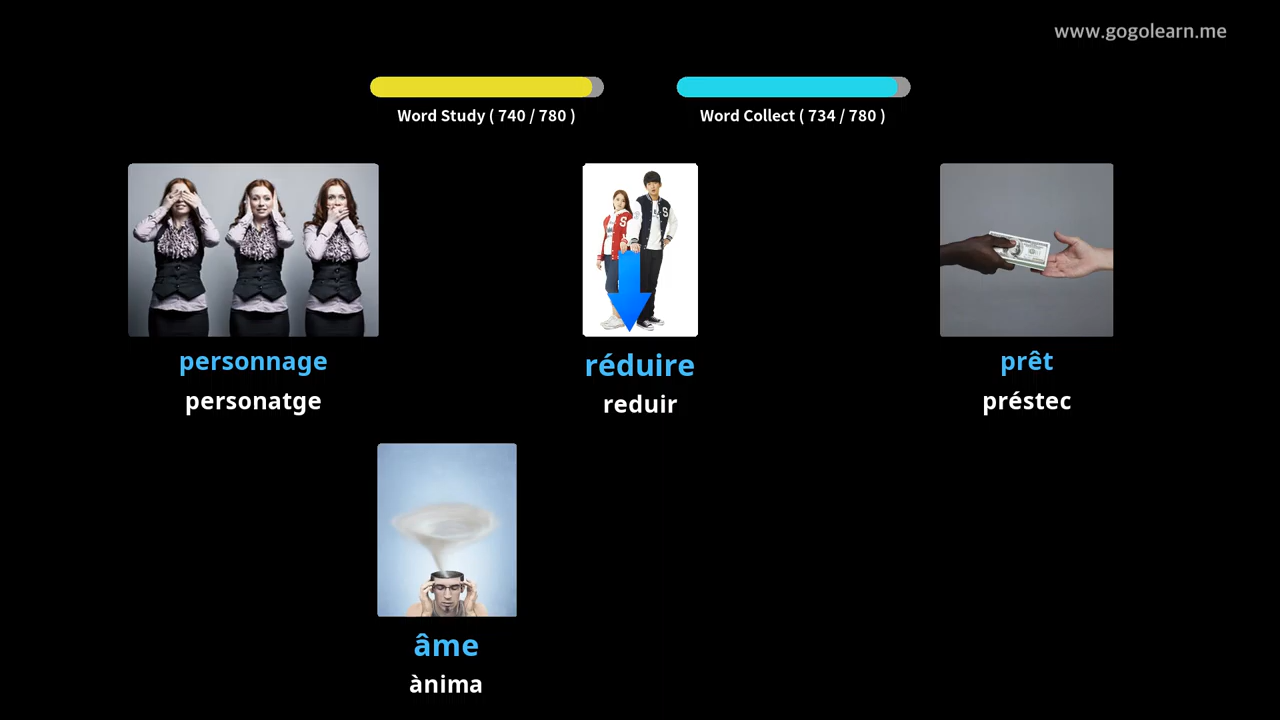 www.gogolearn.me
Word Study ( 740 / 780 )
Word Collect ( 734 / 780 )
personnage
personatge
réduire
reduir
prêt
préstec
âme
ànima